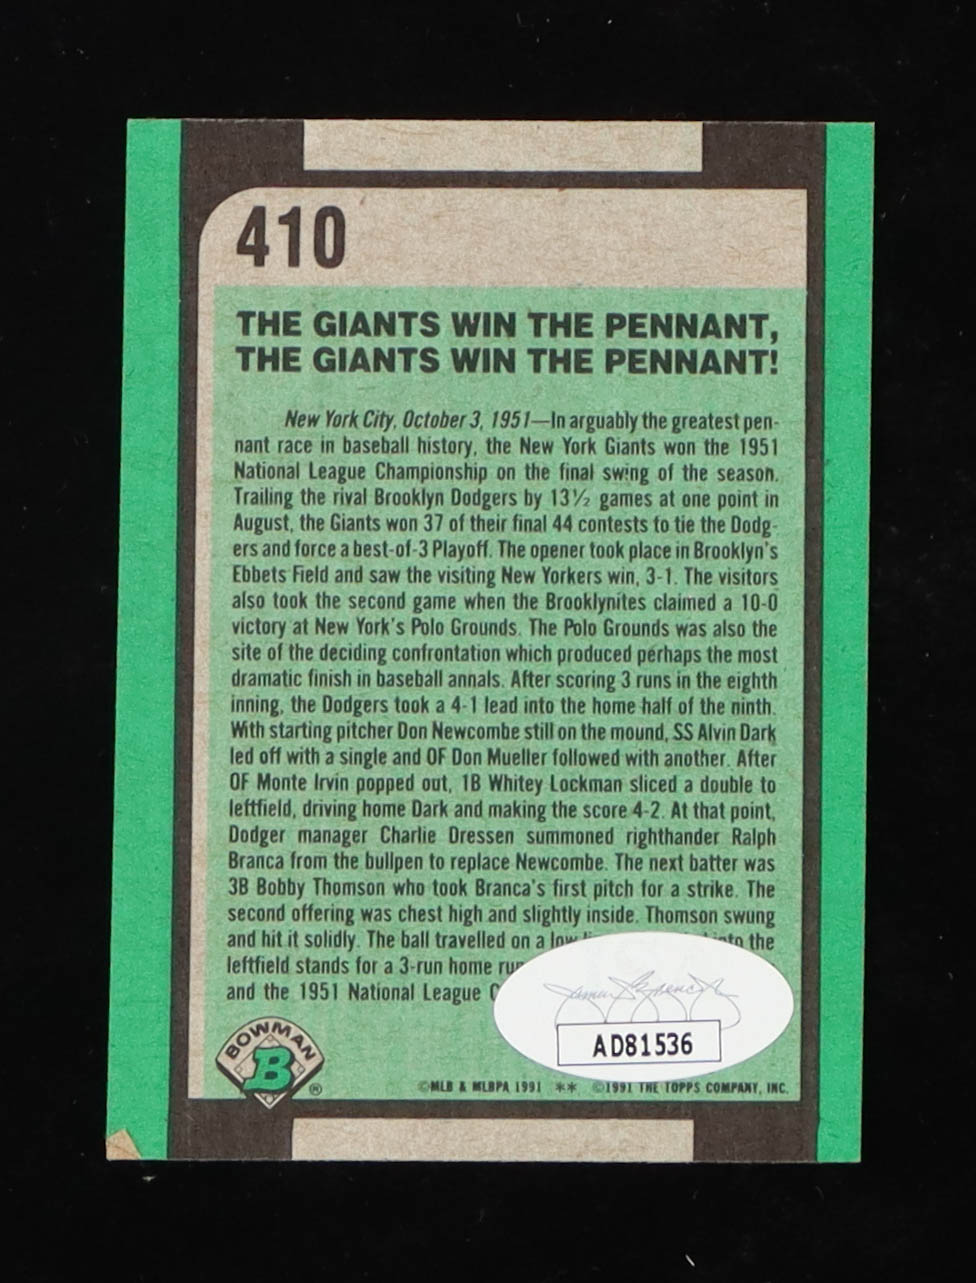 410
THE GIANTS WIN THE PENNANT,
THE GIANTS WIN THE PENNANT!
New York City, October 3, 1951—In arguably the greatest pen-
nant race in baseball history, the New York Giants won the 1951
National League Championship on the final swing of the season.
Trailing the rival Brooklyn Dodgers by 13½ games at one point in
August, the Giants won 37 of their final 44 contests to tie the Dodg-
ers and force a best-of-3 Playoff. The opener took place in Brooklyn's
Ebbets Field and saw the visiting New Yorkers win, 3-1. The visitors
also took the second game when the Brooklynites claimed a 10-0
victory at New York's Polo Grounds. The Polo Grounds was also the
site of the deciding confrontation which produced perhaps the most
dramatic finish in baseball annals. After scoring 3 runs in the eighth
inning, the Dodgers took a 4-1 lead into the home half of the ninth.
With starting pitcher Don Newcombe still on the mound, SS Alvin Dark
led off with a single and OF Don Mueller followed with another. After
OF Monte Irvin popped out, 1B Whitey Lockman sliced a double to
leftfield, driving home Dark and making the score 4-2. At that point,
Dodger manager Charlie Dressen summoned righthander Ralph
Branca from the bullpen to replace Newcombe. The next batter was
3B Bobby Thomson who took Branca's first pitch for a strike. The
second offering was chest high and slightly inside. Thomson swung
and hit it solidly. The ball travelled on a low into the
leftfield stands for a 3-run home run
and the 1951 National League
AD81536
BOWMAN
B ®
©MLB & MLBPA 1991 ** ©1991 THE TOPPS COMPANY, INC.